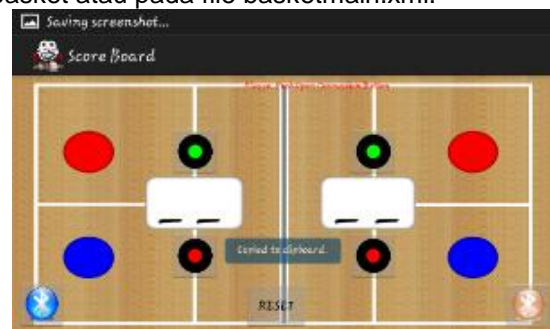 basket atau pada file basketmain.xml.
Saving screenshot...
Score Board
Copied to clipboard.
RESET